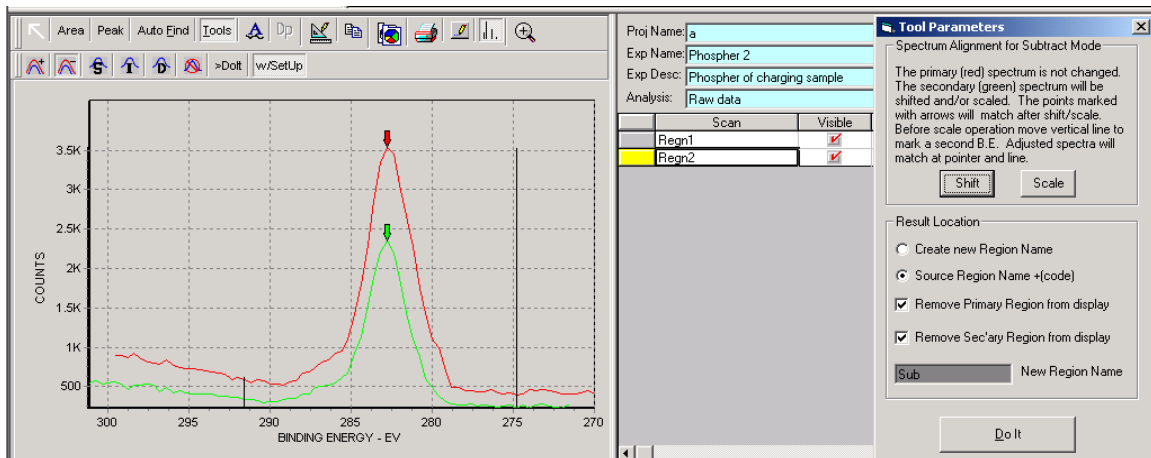 Area Peak Auto Find Tools A Dp
S I D >DoIt w/SetUp
COUNTS
3.5K
3K
2.5K
2K
1.5K
1K
500
300 295 290 285 280 275 270
BINDING ENERGY - EV
Proj Name: a
Exp Name: Phospher 2
Exp Desc: Phospher of charging sample
Analysis: Raw data
Scan Visible
Regn1
Regn2
Tool Parameters
Spectrum Alignment for Subtract Mode
The primary (red) spectrum is not changed.
The secondary (green) spectrum will be
shifted and/or scaled. The points marked
with arrows will match after shift/scale.
Before scale operation move vertical line to
mark a second B.E. Adjusted spectra will
match at pointer and line.
Shift Scale
Result Location
Create new Region Name
Source Region Name +(code)
Remove Primary Region from display
Remove Sec'ary Region from display
Sub New Region Name
Do It